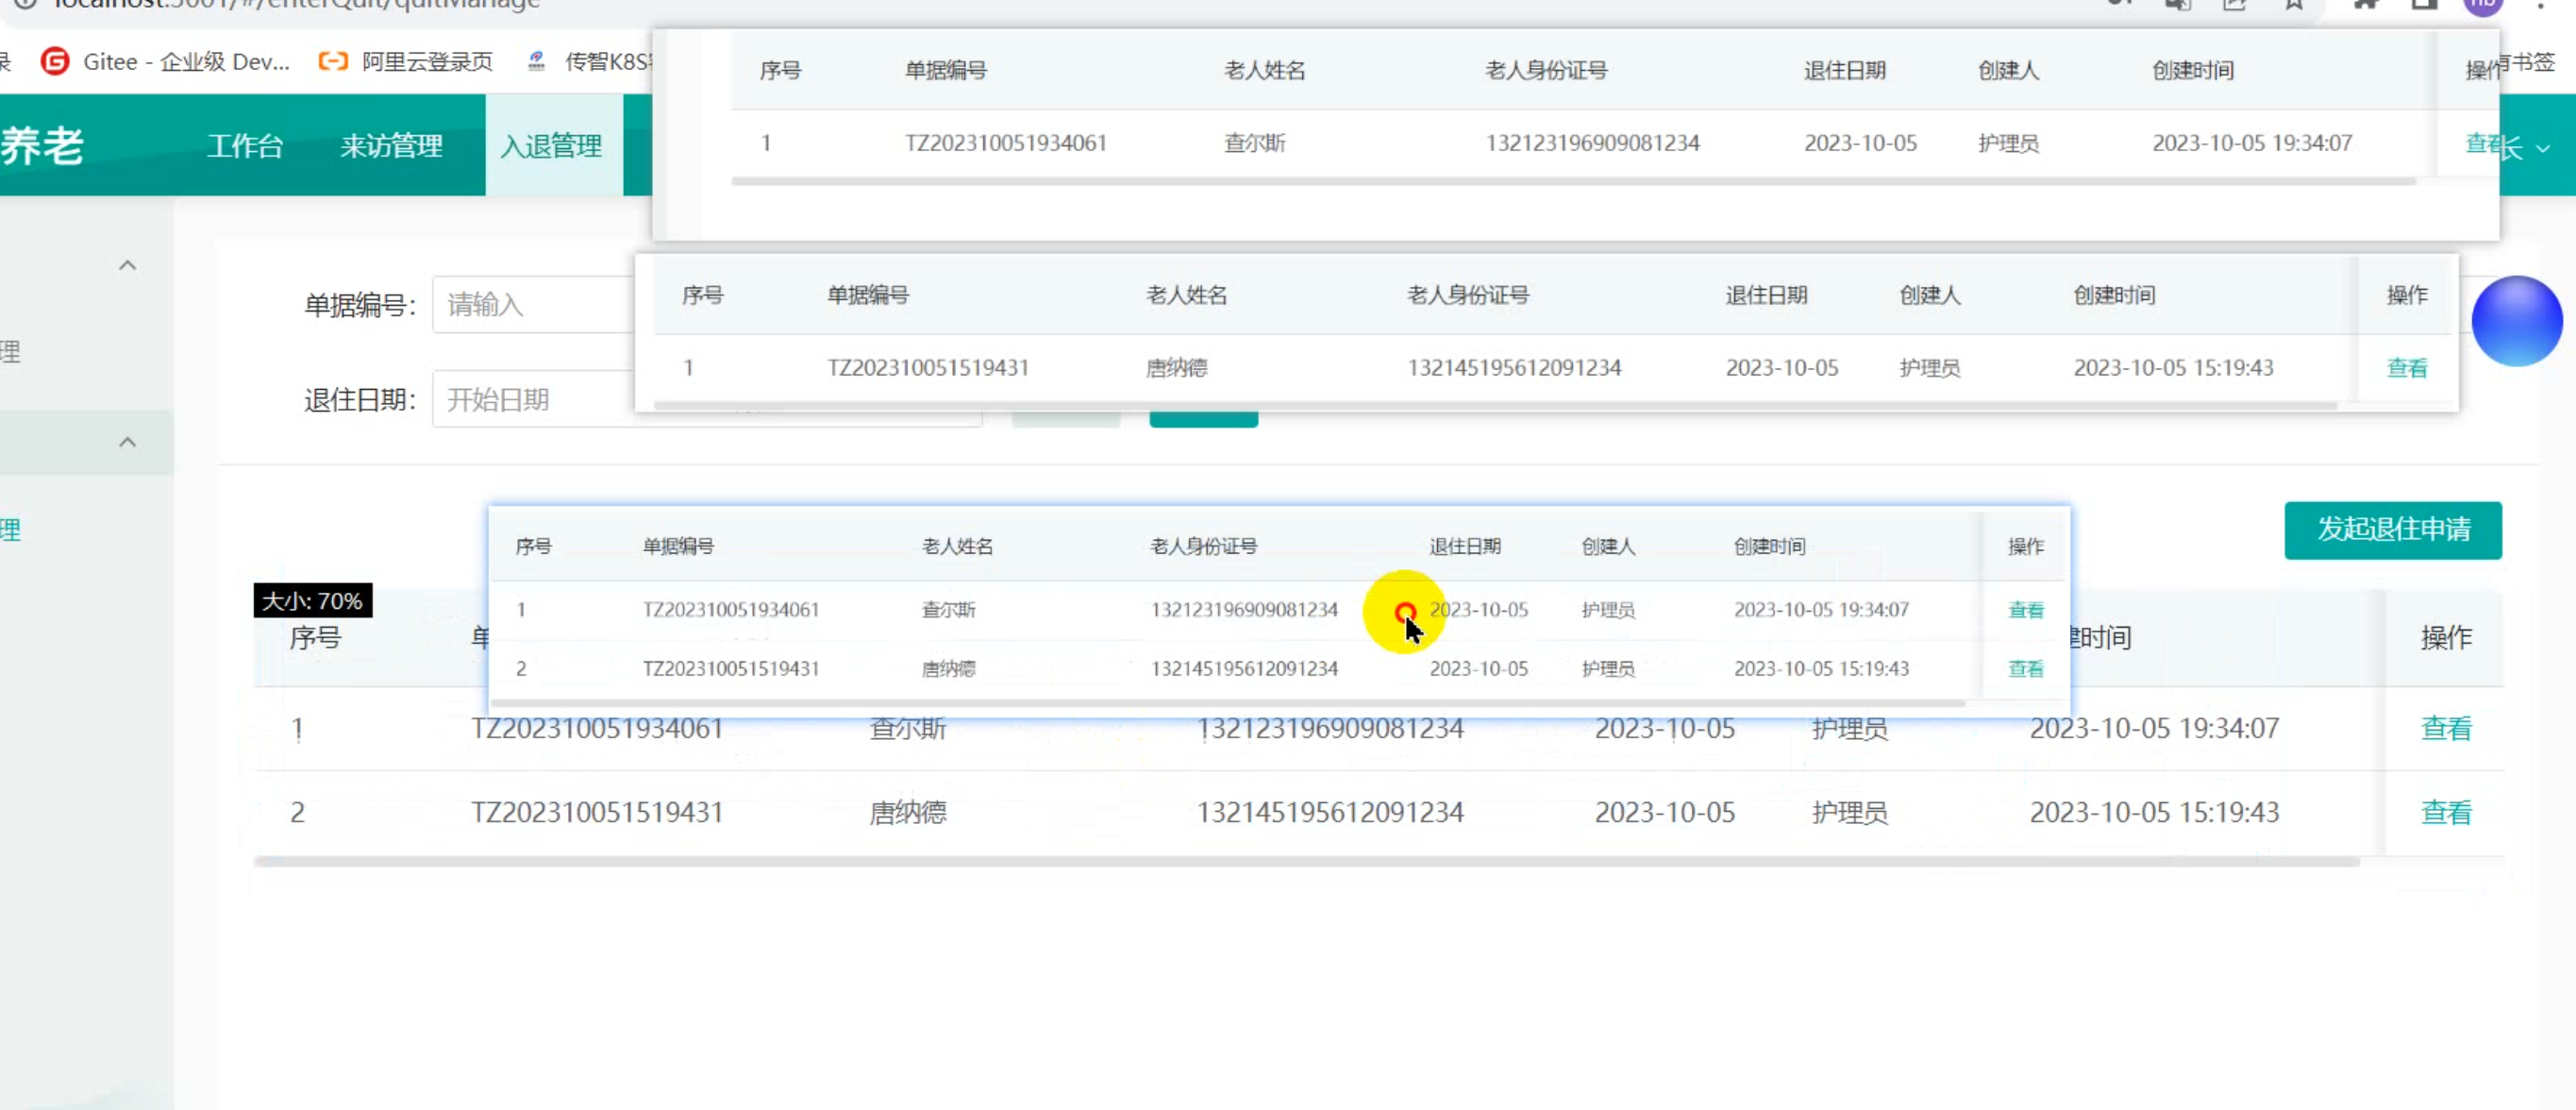 localhost:3001/#/enterQuit/quitManage
Gitee - 企业级 Dev...
阿里云登录页
传智K8S
有书签
养老
工作台
来访管理
入退管理
长
序号 单据编号 老人姓名 老人身份证号 退住日期 创建人 创建时间 操作
1 TZ202310051934061 查尔斯 132123196909081234 2023-10-05 护理员 2023-10-05 19:34:07 查看
单据编号： 请输入
序号 单据编号 老人姓名 老人身份证号 退住日期 创建人 创建时间 操作
理
1 TZ202310051519431 唐纳德 132145195612091234 2023-10-05 护理员 2023-10-05 15:19:43 查看
退住日期： 开始日期
理
发起退住申请
序号 单据编号 老人姓名 老人身份证号 退住日期 创建人 创建时间 操作
1 TZ202310051934061 查尔斯 132123196909081234 2023-10-05 护理员 2023-10-05 19:34:07 查看
2 TZ202310051519431 唐纳德 132145195612091234 2023-10-05 护理员 2023-10-05 15:19:43 查看
大小: 70%
序号 单 建时间 操作
1 TZ202310051934061 查尔斯 132123196909081234 2023-10-05 护理员 2023-10-05 19:34:07 查看
2 TZ202310051519431 唐纳德 132145195612091234 2023-10-05 护理员 2023-10-05 15:19:43 查看